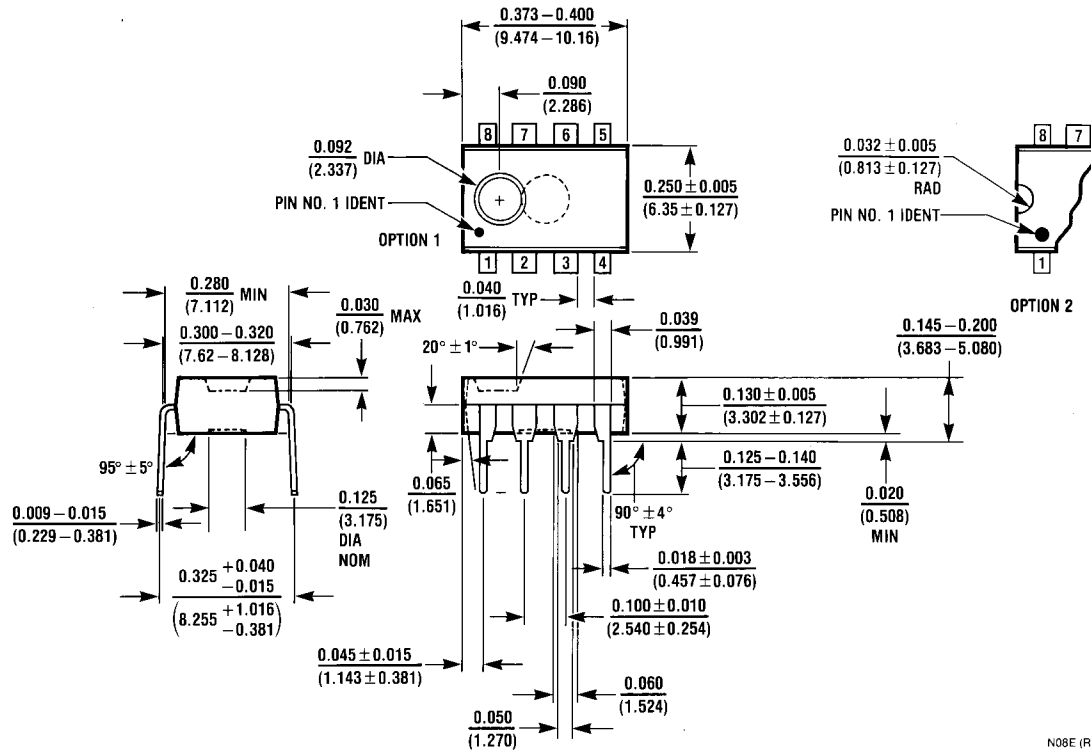 0.373 – 0.400
(9.474 – 10.16)
0.090
(2.286)
8 7 6 5
0.092 DIA
(2.337)
PIN NO. 1 IDENT
OPTION 1
1 2 3 4
0.250 ± 0.005
(6.35 ± 0.127)
8 7
0.032 ± 0.005
(0.813 ± 0.127)
RAD
PIN NO. 1 IDENT
1
OPTION 2
0.280 MIN
(7.112)
0.300 – 0.320
(7.62 – 8.128)
0.030 MAX
(0.762)
0.040 TYP
(1.016)
0.039
(0.991)
20° ± 1°
0.145 – 0.200
(3.683 – 5.080)
0.130 ± 0.005
(3.302 ± 0.127)
0.125 – 0.140
(3.175 – 3.556)
0.020
(0.508)
MIN
95° ± 5°
0.065
(1.651)
90° ± 4°
TYP
0.009 – 0.015
(0.229 – 0.381)
0.125
(3.175)
DIA
NOM
0.018 ± 0.003
(0.457 ± 0.076)
0.325 +0.040
–0.015
(8.255 +1.016
–0.381)
0.100 ± 0.010
(2.540 ± 0.254)
0.045 ± 0.015
(1.143 ± 0.381)
0.060
(1.524)
0.050
(1.270)
N08E (R